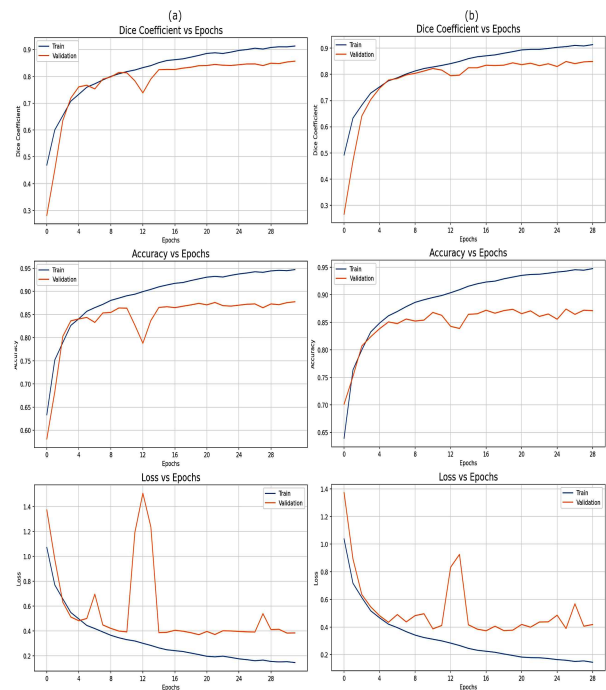 (a)
Dice Coefficient vs Epochs
Train
Validation
Dice Coefficient
0.9
0.8
0.7
0.6
0.5
0.4
0.3
0 4 8 12 16 20 24 28
Epochs
Accuracy vs Epochs
Train
Validation
Accuracy
0.95
0.90
0.85
0.80
0.75
0.70
0.65
0.60
0 4 8 12 16 20 24 28
Epochs
Loss vs Epochs
Train
Validation
Loss
1.4
1.2
1.0
0.8
0.6
0.4
0.2
0 4 8 12 16 20 24 28
Epochs
(b)
Dice Coefficient vs Epochs
Train
Validation
Dice Coefficient
0.9
0.8
0.7
0.6
0.5
0.4
0.3
0 4 8 12 16 20 24 28
Epochs
Accuracy vs Epochs
Train
Validation
Accuracy
0.95
0.90
0.85
0.80
0.75
0.70
0.65
0 4 8 12 16 20 24 28
Epochs
Loss vs Epochs
Train
Validation
Loss
1.4
1.2
1.0
0.8
0.6
0.4
0.2
0 4 8 12 16 20 24 28
Epochs